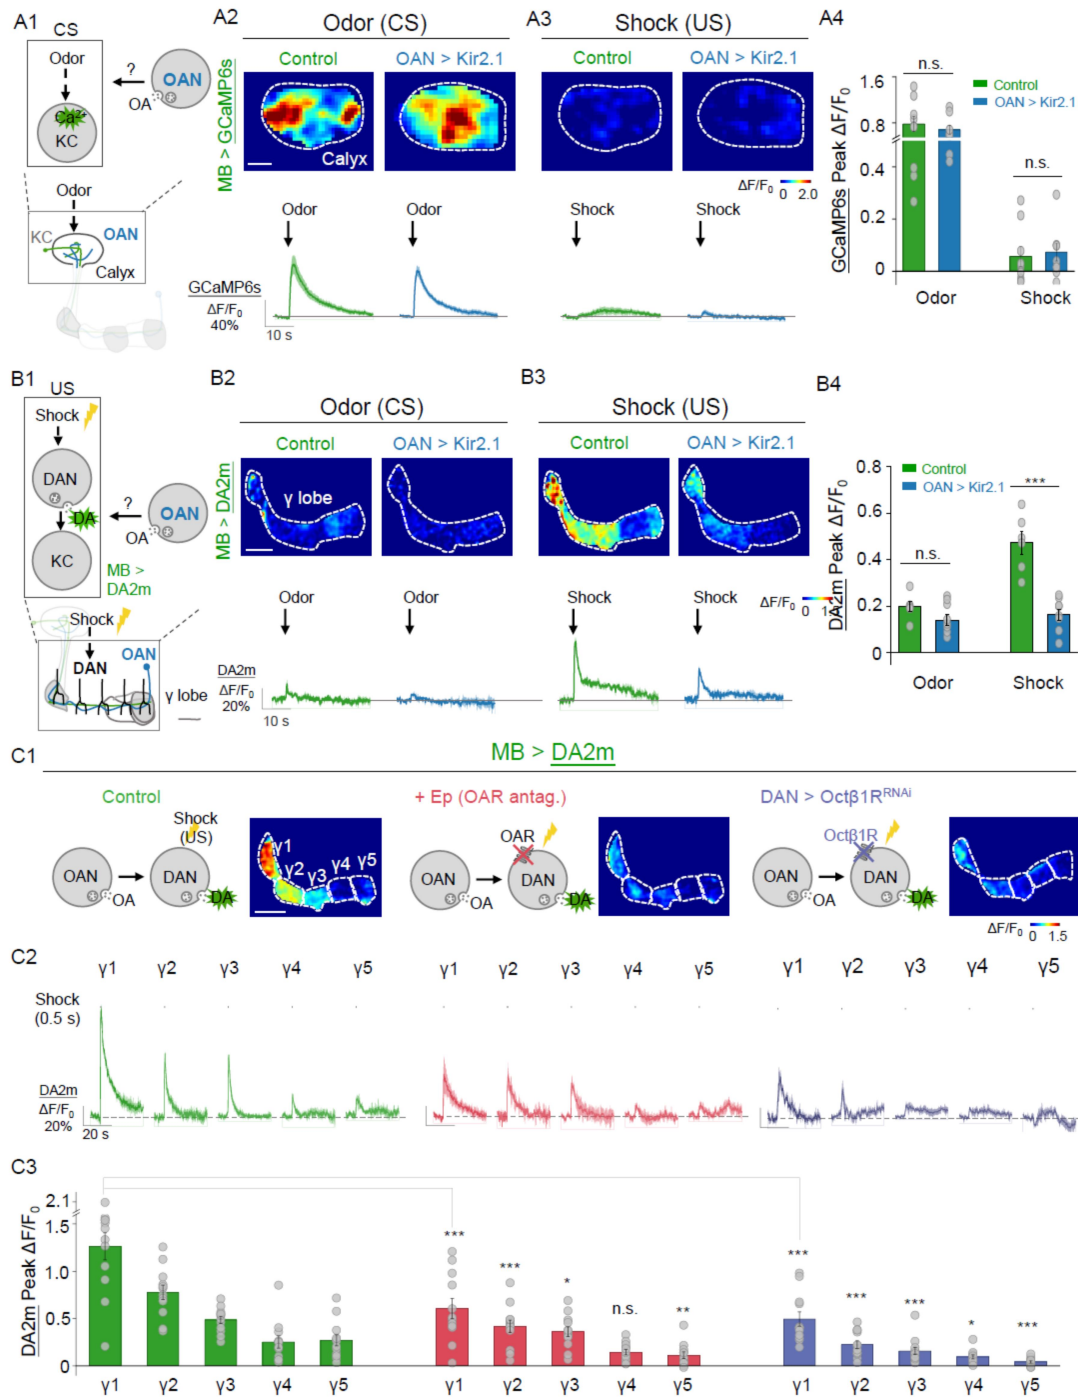 A1
CS
Odor
?
OAN
OA
Ca²⁺
KC
Odor
KC
OAN
Calyx
A2
Odor (CS)
Control
OAN > Kir2.1
MB > GCaMP6s
Calyx
A3
Shock (US)
Control
OAN > Kir2.1
ΔF/F₀
0 2.0
Odor
Odor
Shock
Shock
GCaMP6s
ΔF/F₀
40%
10 s
A4
n.s.
Control
OAN > Kir2.1
n.s.
GCaMP6s Peak ΔF/F₀
1.6
0.8
0.4
0.2
0
Odor
Shock
B1
US
Shock
DAN
?
OAN
DA
OA
KC
MB >
DA2m
Shock
DAN
OAN
γ lobe
B2
Odor (CS)
Control
OAN > Kir2.1
MB > DA2m
γ lobe
B3
Shock (US)
Control
OAN > Kir2.1
ΔF/F₀
0
Odor
Odor
Shock
Shock
DA2m
ΔF/F₀
20%
10 s
B4
Control
OAN > Kir2.1
***
n.s.
DA2m Peak ΔF/F₀
0.8
0.6
0.4
0.2
0
Odor
Shock
C1
MB > DA2m
Control
Shock
(US)
OAN
OA
DAN
DA
γ1
γ2
γ3
γ4
γ5
+ Ep (OAR antag.)
OAR
OAN
OA
DAN
DA
DAN > Octβ1R^RNAi
Octβ1R
OAN
OA
DAN
DA
ΔF/F₀ 0 1.5
C2
γ1 γ2 γ3 γ4 γ5 γ1 γ2 γ3 γ4 γ5 γ1 γ2 γ3 γ4 γ5
Shock
(0.5 s)
DA2m
ΔF/F₀
20%
20 s
C3
DA2m Peak ΔF/F₀
2.1
1.5
1.0
0.5
0
*** *** * n.s. ** *** *** *** * ***
γ1 γ2 γ3 γ4 γ5 γ1 γ2 γ3 γ4 γ5 γ1 γ2 γ3 γ4 γ5